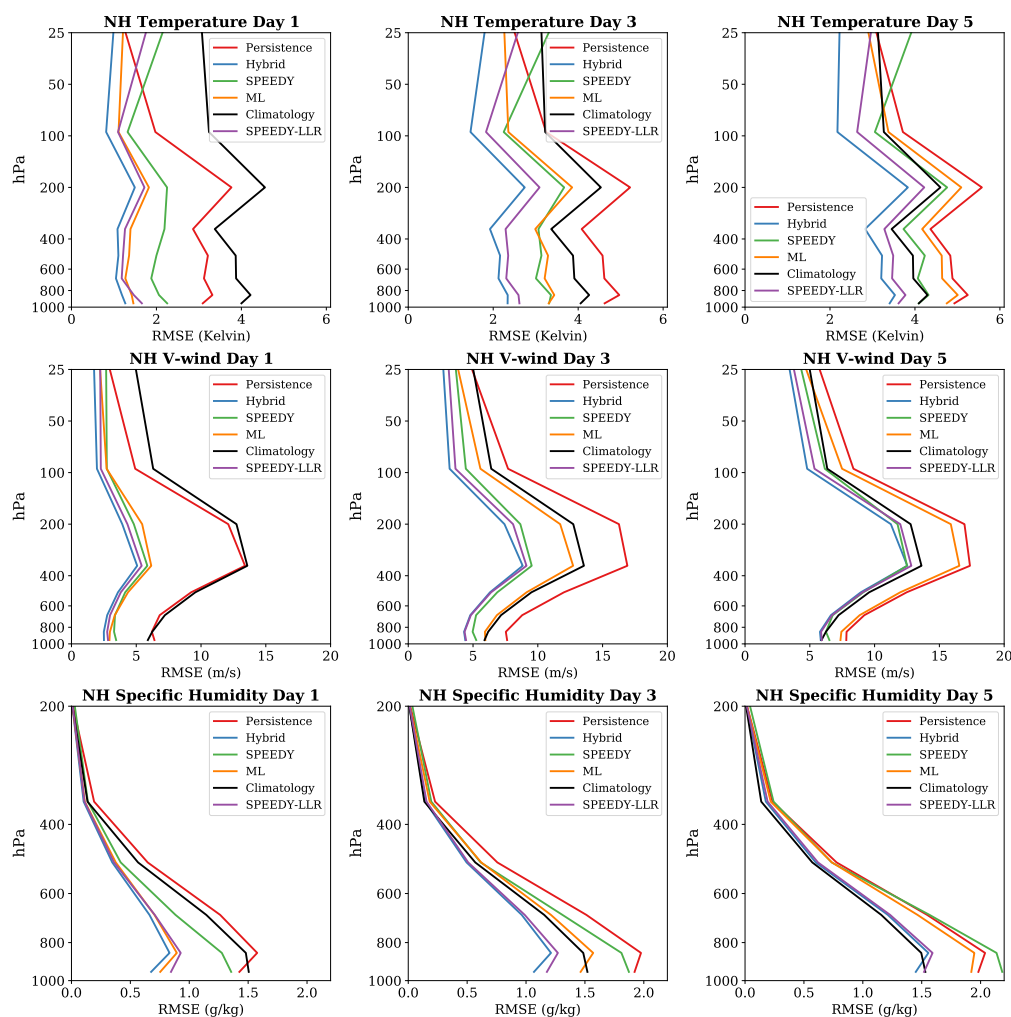 NH Temperature Day 1
25
50
100
200
400
600
800
1000
hPa
0
2
4
6
RMSE (Kelvin)
Persistence
Hybrid
SPEEDY
ML
Climatology
SPEEDY-LLR
NH Temperature Day 3
25
50
100
200
400
600
800
1000
hPa
0
2
4
6
RMSE (Kelvin)
Persistence
Hybrid
SPEEDY
ML
Climatology
SPEEDY-LLR
NH Temperature Day 5
25
50
100
200
400
600
800
1000
hPa
0
2
4
6
RMSE (Kelvin)
Persistence
Hybrid
SPEEDY
ML
Climatology
SPEEDY-LLR
NH V-wind Day 1
25
50
100
200
400
600
800
1000
hPa
0
5
10
15
20
RMSE (m/s)
Persistence
Hybrid
SPEEDY
ML
Climatology
SPEEDY-LLR
NH V-wind Day 3
25
50
100
200
400
600
800
1000
hPa
0
5
10
15
20
RMSE (m/s)
Persistence
Hybrid
SPEEDY
ML
Climatology
SPEEDY-LLR
NH V-wind Day 5
25
50
100
200
400
600
800
1000
hPa
0
5
10
15
20
RMSE (m/s)
Persistence
Hybrid
SPEEDY
ML
Climatology
SPEEDY-LLR
NH Specific Humidity Day 1
200
400
600
800
1000
hPa
0.0
0.5
1.0
1.5
2.0
RMSE (g/kg)
Persistence
Hybrid
SPEEDY
ML
Climatology
SPEEDY-LLR
NH Specific Humidity Day 3
200
400
600
800
1000
hPa
0.0
0.5
1.0
1.5
2.0
RMSE (g/kg)
Persistence
Hybrid
SPEEDY
ML
Climatology
SPEEDY-LLR
NH Specific Humidity Day 5
200
400
600
800
1000
hPa
0.0
0.5
1.0
1.5
2.0
RMSE (g/kg)
Persistence
Hybrid
SPEEDY
ML
Climatology
SPEEDY-LLR